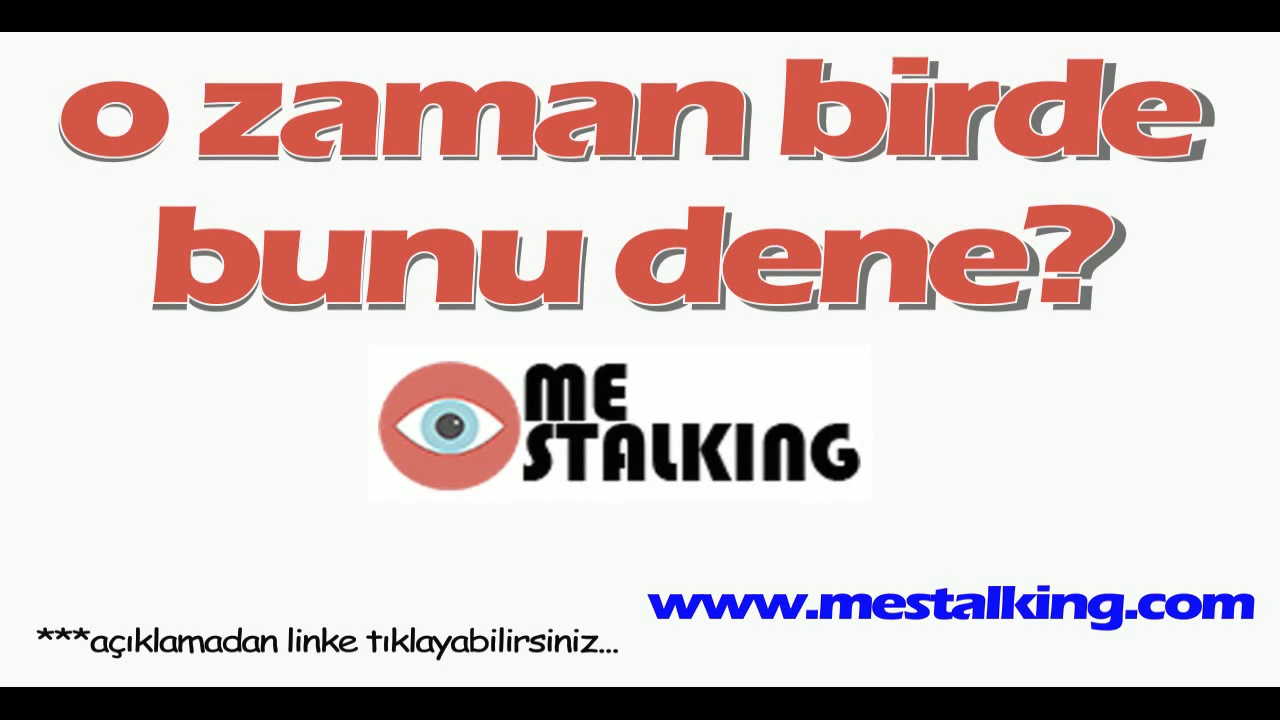 o zaman birde
bunu dene?
ME
STALKING
www.mestalking.com
***açıklamadan linke tıklayabilirsiniz...